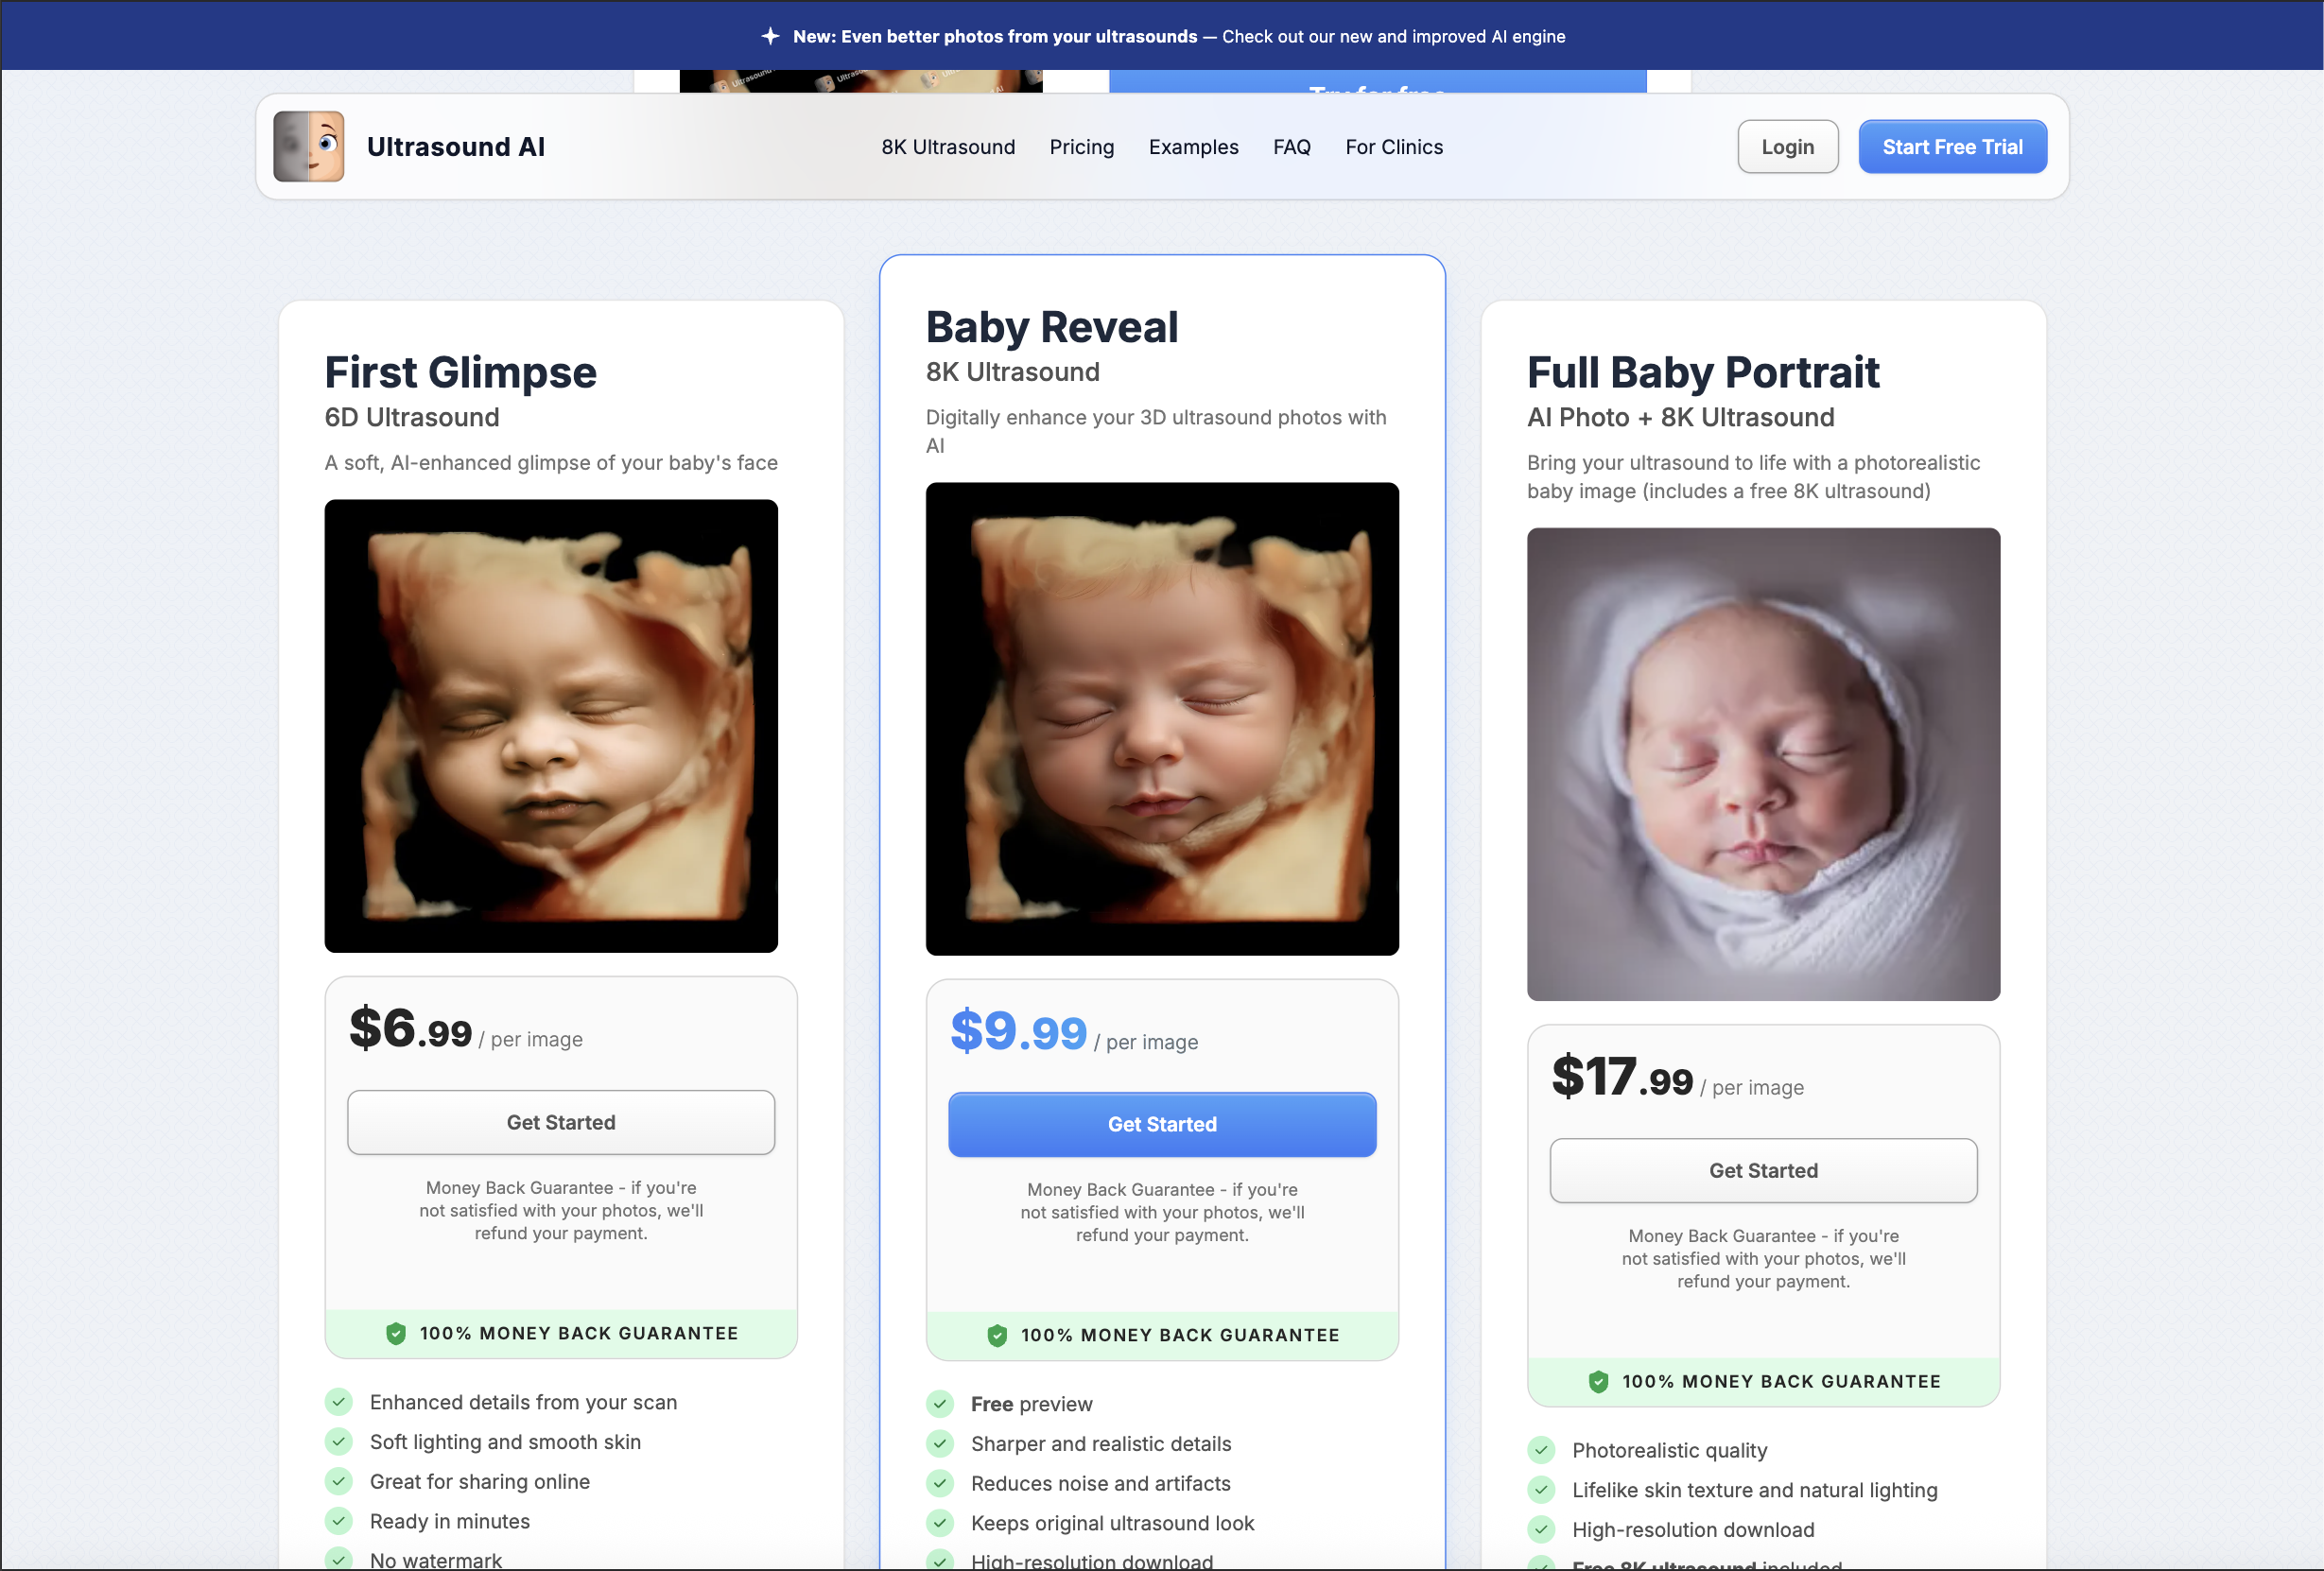 New: Even better photos from your ultrasounds — Check out our new and improved AI engine
Try for free
Ultrasound AI
8K Ultrasound
Pricing
Examples
FAQ
For Clinics
Login
Start Free Trial
First Glimpse
6D Ultrasound
A soft, AI-enhanced glimpse of your baby's face
$6.99 / per image
Get Started
Money Back Guarantee - if you're
not satisfied with your photos, we'll
refund your payment.
100% MONEY BACK GUARANTEE
Enhanced details from your scan
Soft lighting and smooth skin
Great for sharing online
Ready in minutes
No watermark
Baby Reveal
8K Ultrasound
Digitally enhance your 3D ultrasound photos with
AI
$9.99 / per image
Get Started
Money Back Guarantee - if you're
not satisfied with your photos, we'll
refund your payment.
100% MONEY BACK GUARANTEE
Free preview
Sharper and realistic details
Reduces noise and artifacts
Keeps original ultrasound look
High-resolution download
Full Baby Portrait
AI Photo + 8K Ultrasound
Bring your ultrasound to life with a photorealistic
baby image (includes a free 8K ultrasound)
$17.99 / per image
Get Started
Money Back Guarantee - if you're
not satisfied with your photos, we'll
refund your payment.
100% MONEY BACK GUARANTEE
Photorealistic quality
Lifelike skin texture and natural lighting
High-resolution download
Free 8K ultrasound included